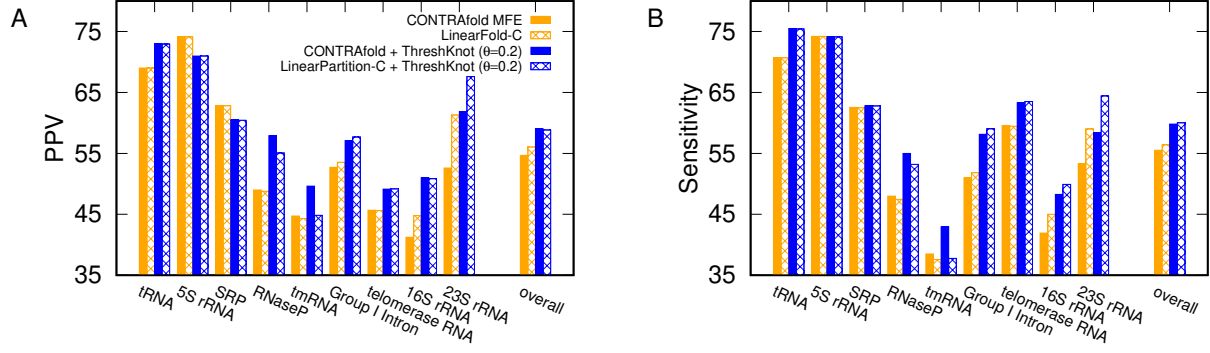 A
CONTRAfold MFE
LinearFold-C
CONTRAfold + ThreshKnot (θ=0.2)
LinearPartition-C + ThreshKnot (θ=0.2)
PPV
75
65
55
45
35
tRNA
5S rRNA
SRP
RNaseP
tmRNA
Group I Intron
telomerase RNA
16S rRNA
23S rRNA
overall
B
Sensitivity
75
65
55
45
35
tRNA
5S rRNA
SRP
RNaseP
tmRNA
Group I Intron
telomerase RNA
16S rRNA
23S rRNA
overall